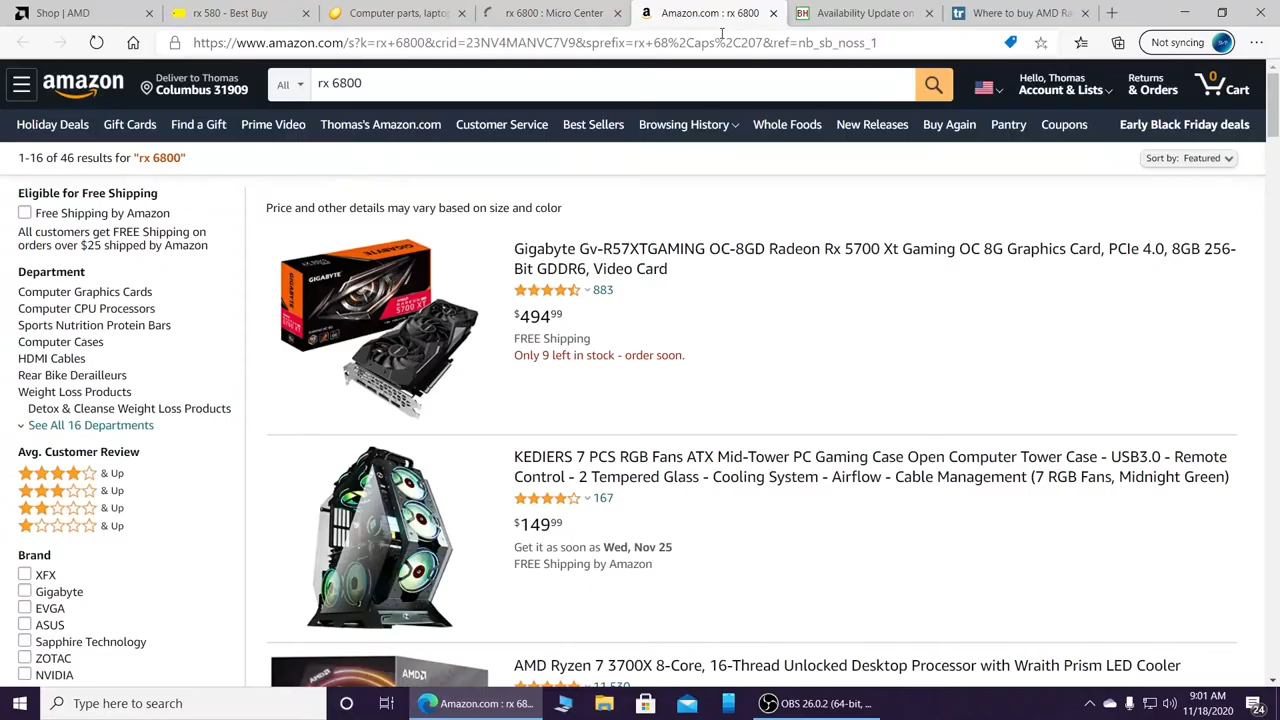 rx 580 - Best Buy
Computer parts, laptop
rx 6800 : Micro Center
Amazon.com : rx 6800
BH
Availability Update on
tr
Where to buy AMD Ra
https://www.amazon.com/s?k=rx+6800&crid=23NV4MANVC7V9&sprefix=rx+68%2Caps%2C207&ref=nb_sb_noss_1
Not syncing
amazon
Deliver to Thomas
Columbus 31909
All
rx 6800
Hello, Thomas
Account & Lists
Returns
& Orders
0
Cart
Holiday Deals
Gift Cards
Find a Gift
Prime Video
Thomas's Amazon.com
Customer Service
Best Sellers
Browsing History
Whole Foods
New Releases
Buy Again
Pantry
Coupons
Early Black Friday deals
1-16 of 46 results for "rx 6800"
Sort by: Featured
Eligible for Free Shipping
Free Shipping by Amazon
All customers get FREE Shipping on
orders over $25 shipped by Amazon
Department
Computer Graphics Cards
Computer CPU Processors
Sports Nutrition Protein Bars
Computer Cases
HDMI Cables
Rear Bike Derailleurs
Weight Loss Products
Detox & Cleanse Weight Loss Products
See All 16 Departments
Avg. Customer Review
& Up
& Up
& Up
& Up
Brand
XFX
Gigabyte
EVGA
ASUS
Sapphire Technology
ZOTAC
NVIDIA
Price and other details may vary based on size and color
GIGABYTE
RADEON
5700 XT
Gigabyte Gv-R57XTGAMING OC-8GD Radeon Rx 5700 Xt Gaming OC 8G Graphics Card, PCIe 4.0, 8GB 256-
Bit GDDR6, Video Card
883
$494.99
FREE Shipping
Only 9 left in stock - order soon.
KEDIERS 7 PCS RGB Fans ATX Mid-Tower PC Gaming Case Open Computer Tower Case - USB3.0 - Remote
Control - 2 Tempered Glass - Cooling System - Airflow - Cable Management (7 RGB Fans, Midnight Green)
167
$149.99
Get it as soon as Wed, Nov 25
FREE Shipping by Amazon
AMD
AMD Ryzen 7 3700X 8-Core, 16-Thread Unlocked Desktop Processor with Wraith Prism LED Cooler
11,530
Type here to search
Amazon.com : rx 68...
OBS 26.0.2 (64-bit, ...
9:01 AM
11/18/2020
24